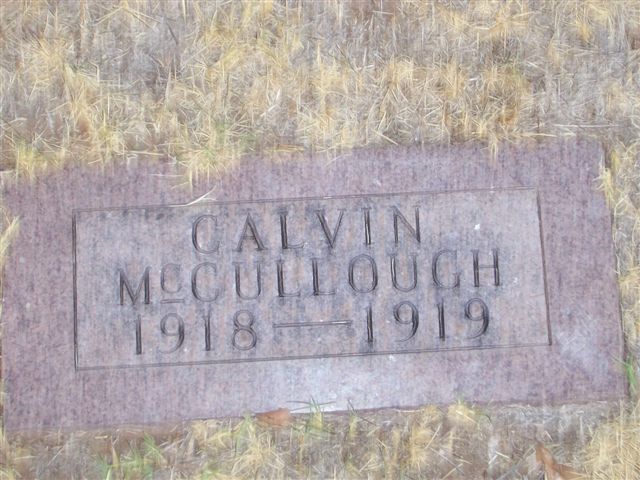 CALVIN
McCULLOUGH
1918 — 1919